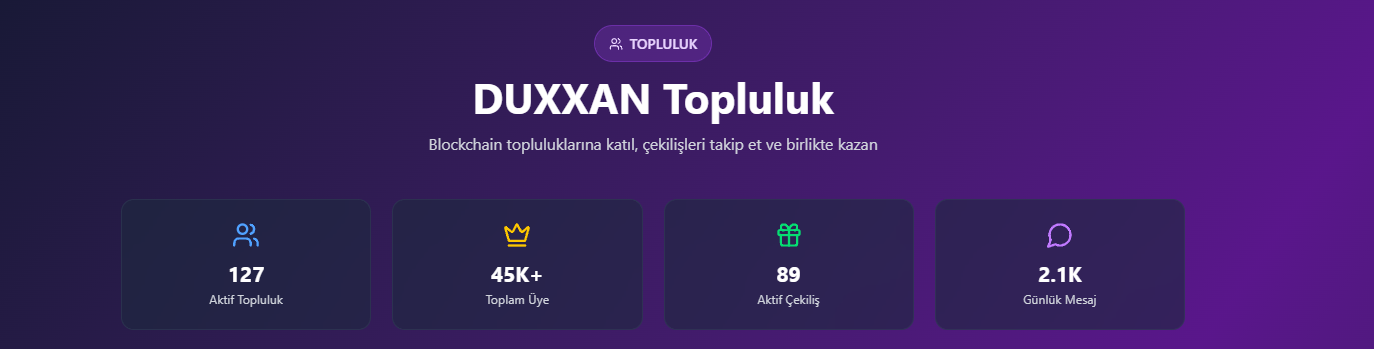 TOPLULUK
DUXXAN Topluluk
Blockchain topluluklarına katıl, çekilişleri takip et ve birlikte kazan
127
Aktif Topluluk
45K+
Toplam Üye
89
Aktif Çekiliş
2.1K
Günlük Mesaj